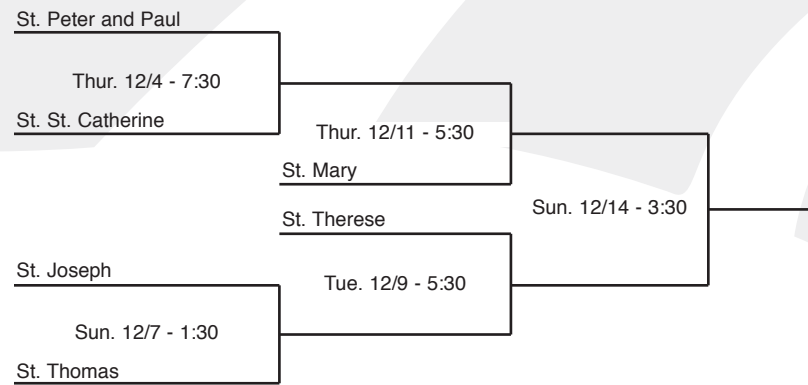 St. Peter and Paul
Thur. 12/4 - 7:30
St. St. Catherine
Thur. 12/11 - 5:30
St. Mary
Sun. 12/14 - 3:30
St. Therese
St. Joseph
Tue. 12/9 - 5:30
Sun. 12/7 - 1:30
St. Thomas